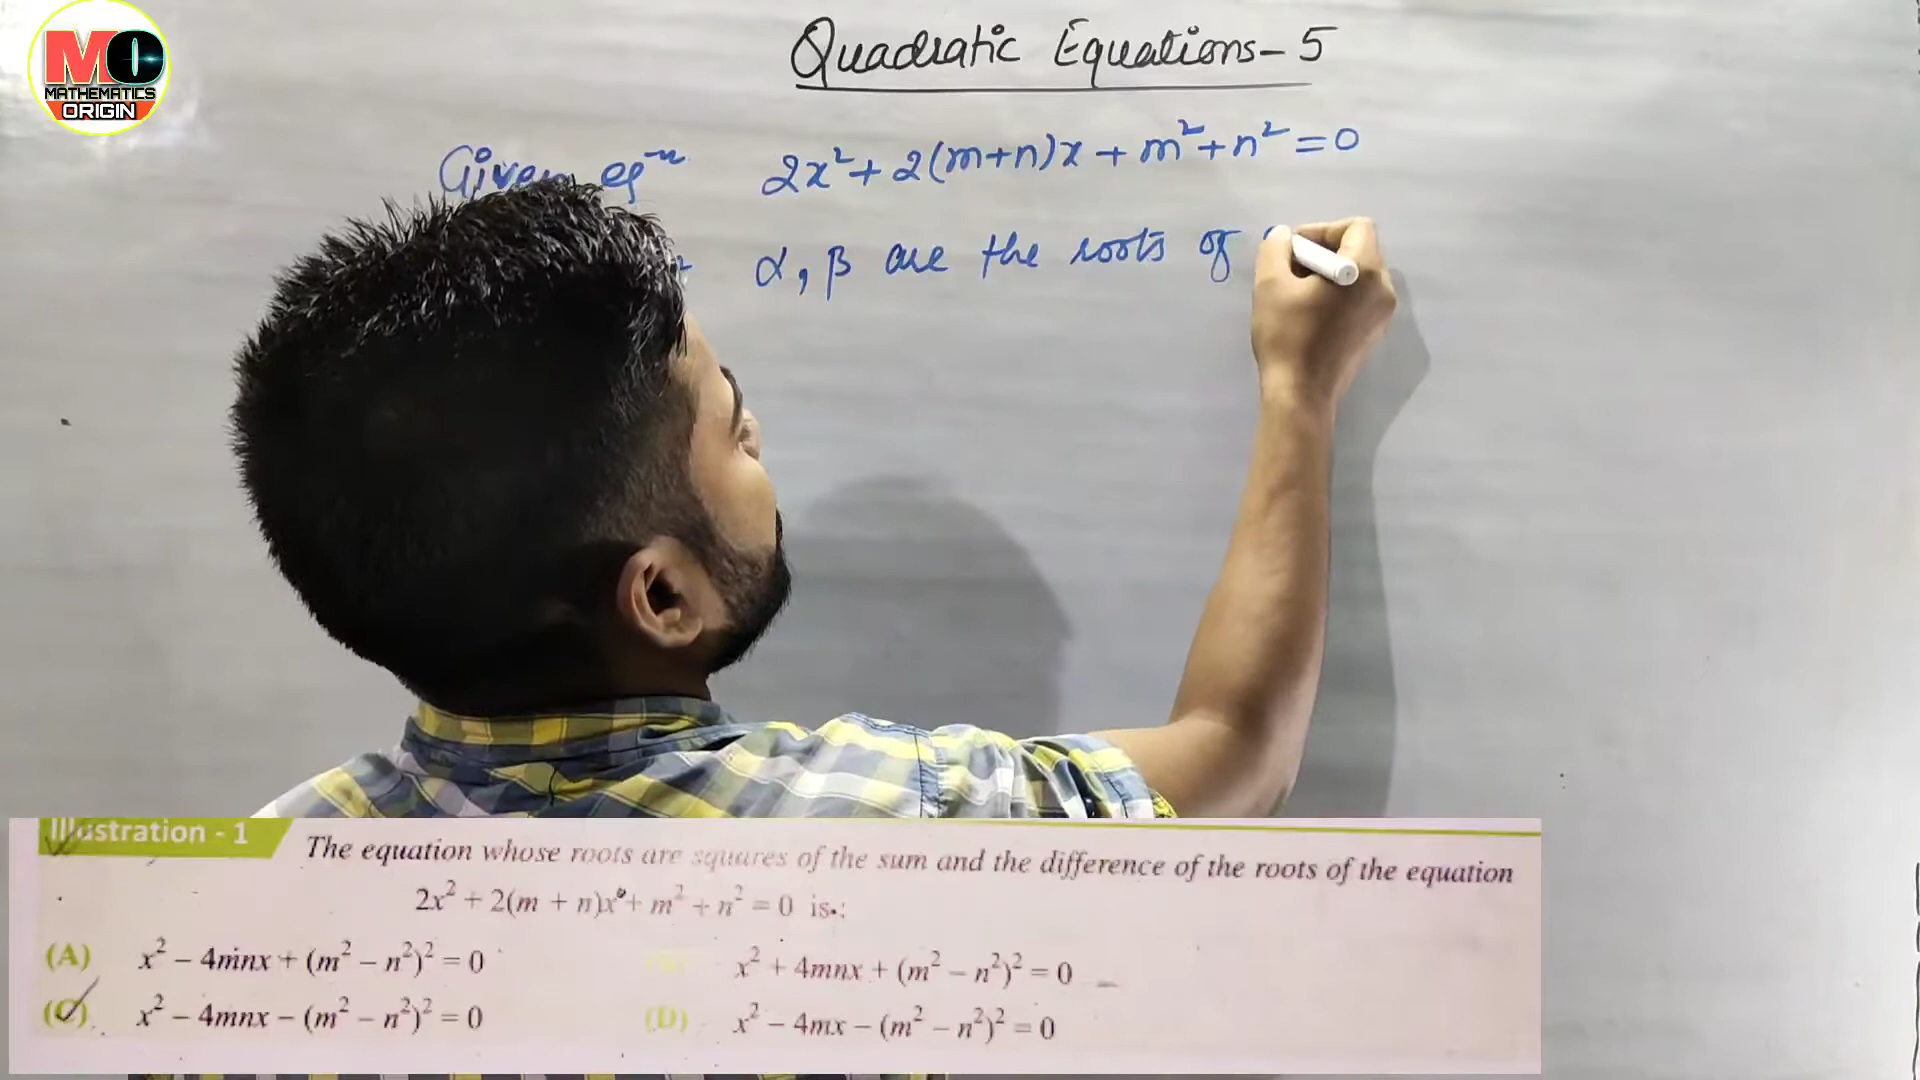 MO
MATHEMATICS
ORIGIN
Quadratic Equations-5
Given eqⁿ 2x² + 2(m+n)x + m²+n² = 0
α, β are the roots of
Illustration - 1 The equation whose roots are squares of the sum and the difference of the roots of the equation
2x² + 2(m + n)x + m² + n² = 0 is :
(A) x² − 4mnx + (m² − n²)² = 0 (B) x² + 4mnx + (m² − n²)² = 0
(C) x² − 4mnx − (m² − n²)² = 0 (D) x² − 4mx − (m² − n²)² = 0